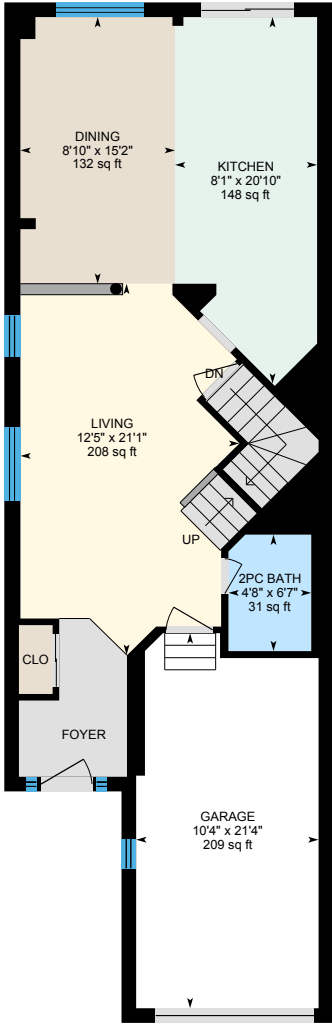 DINING
8'10" x 15'2"
132 sq ft
KITCHEN
8'1" x 20'10"
148 sq ft
DN
LIVING
12'5" x 21'1"
208 sq ft
UP
2PC BATH
4'8" x 6'7"
31 sq ft
CLO
FOYER
GARAGE
10'4" x 21'4"
209 sq ft